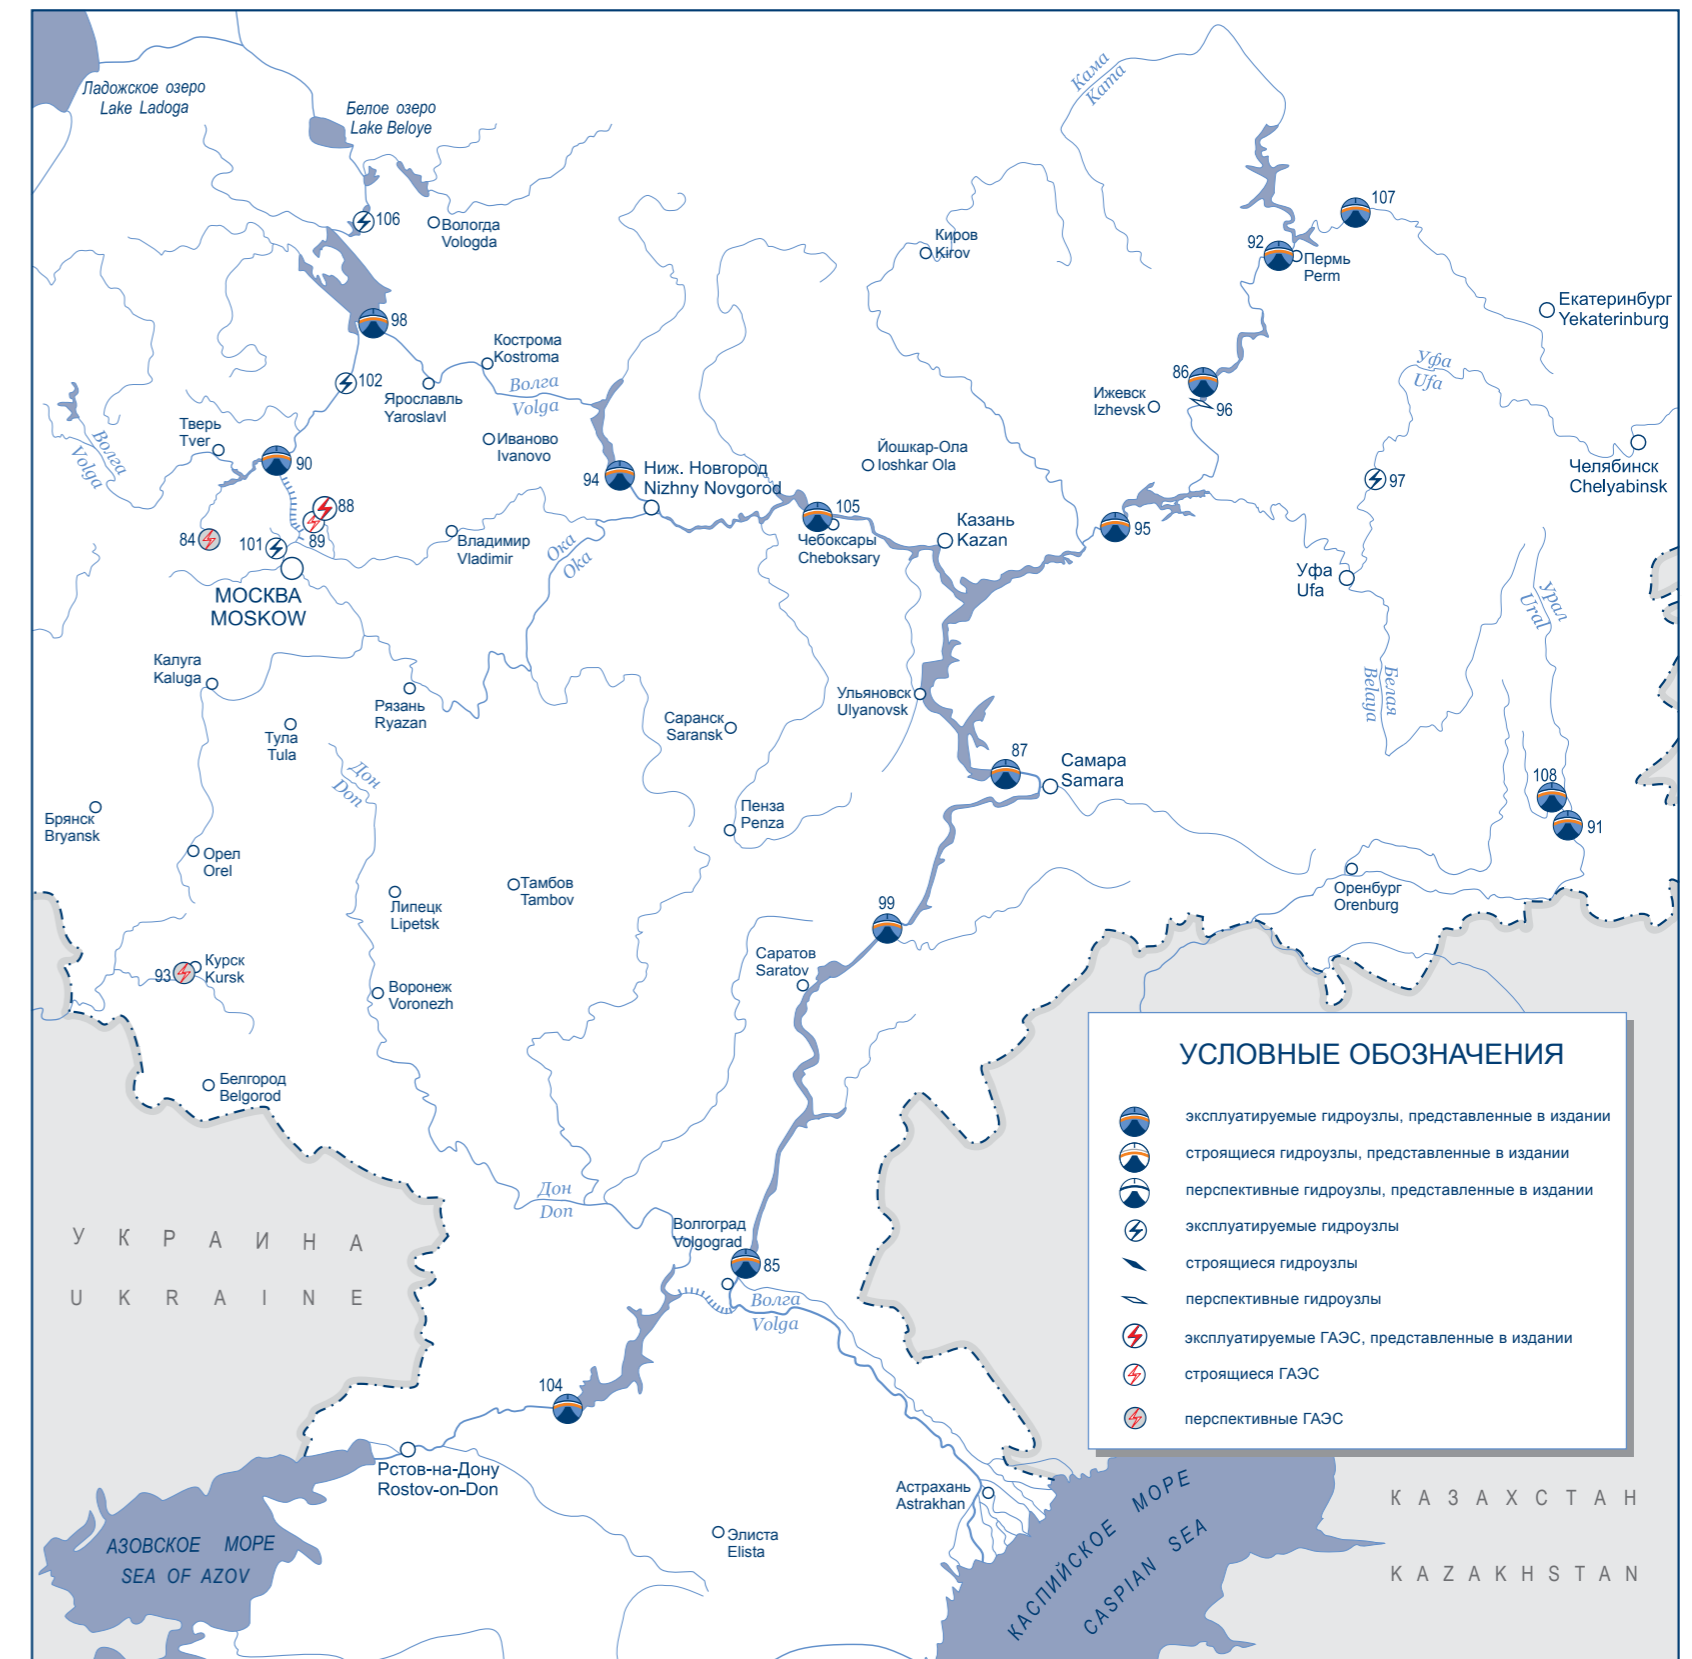 Ладожское озеро
Lake Ladoga
Белое озеро
Lake Beloye
Кама
Kama
106
Вологда
Vologda
107
92
Пермь
Perm
Киров
Kirov
Екатеринбург
Yekaterinburg
98
Кострома
Kostroma
102
Ярославль
Yaroslavl
Волга
Volga
Уфа
Ufa
86
96
Ижевск
Izhevsk
Тверь
Tver
Волга
Volga
90
Иваново
Ivanovo
Йошкар-Ола
Ioshkar Ola
Челябинск
Chelyabinsk
97
94
Ниж. Новгород
Nizhny Novgorod
88
89
84
101
105
Чебоксары
Cheboksary
Казань
Kazan
95
Владимир
Vladimir
Ока
Oka
МОСКВА
MOSKOW
Уфа
Ufa
Урал
Ural
Калуга
Kaluga
Рязань
Ryazan
Тула
Tula
Саранск
Saransk
Ульяновск
Ulyanovsk
Белая
Belaya
Дон
Don
87
Самара
Samara
108
91
Брянск
Bryansk
Пенза
Penza
Орел
Orel
Липецк
Lipetsk
Тамбов
Tambov
Оренбург
Orenburg
99
Саратов
Saratov
93
Курск
Kursk
Воронеж
Voronezh
Белгород
Belgorod
УКРАИНА
UKRAINE
Дон
Don
Волгоград
Volgograd
85
Волга
Volga
104
Рстов-на-Дону
Rostov-on-Don
Астрахань
Astrakhan
Элиста
Elista
АЗОВСКОЕ МОРЕ
SEA OF AZOV
КАСПИЙСКОЕ МОРЕ
CASPIAN SEA
КАЗАХСТАН
KAZAKHSTAN
УСЛОВНЫЕ ОБОЗНАЧЕНИЯ
эксплуатируемые гидроузлы, представленные в издании
строящиеся гидроузлы, представленные в издании
перспективные гидроузлы, представленные в издании
эксплуатируемые гидроузлы
строящиеся гидроузлы
перспективные гидроузлы
эксплуатируемые ГАЭС, представленные в издании
строящиеся ГАЭС
перспективные ГАЭС